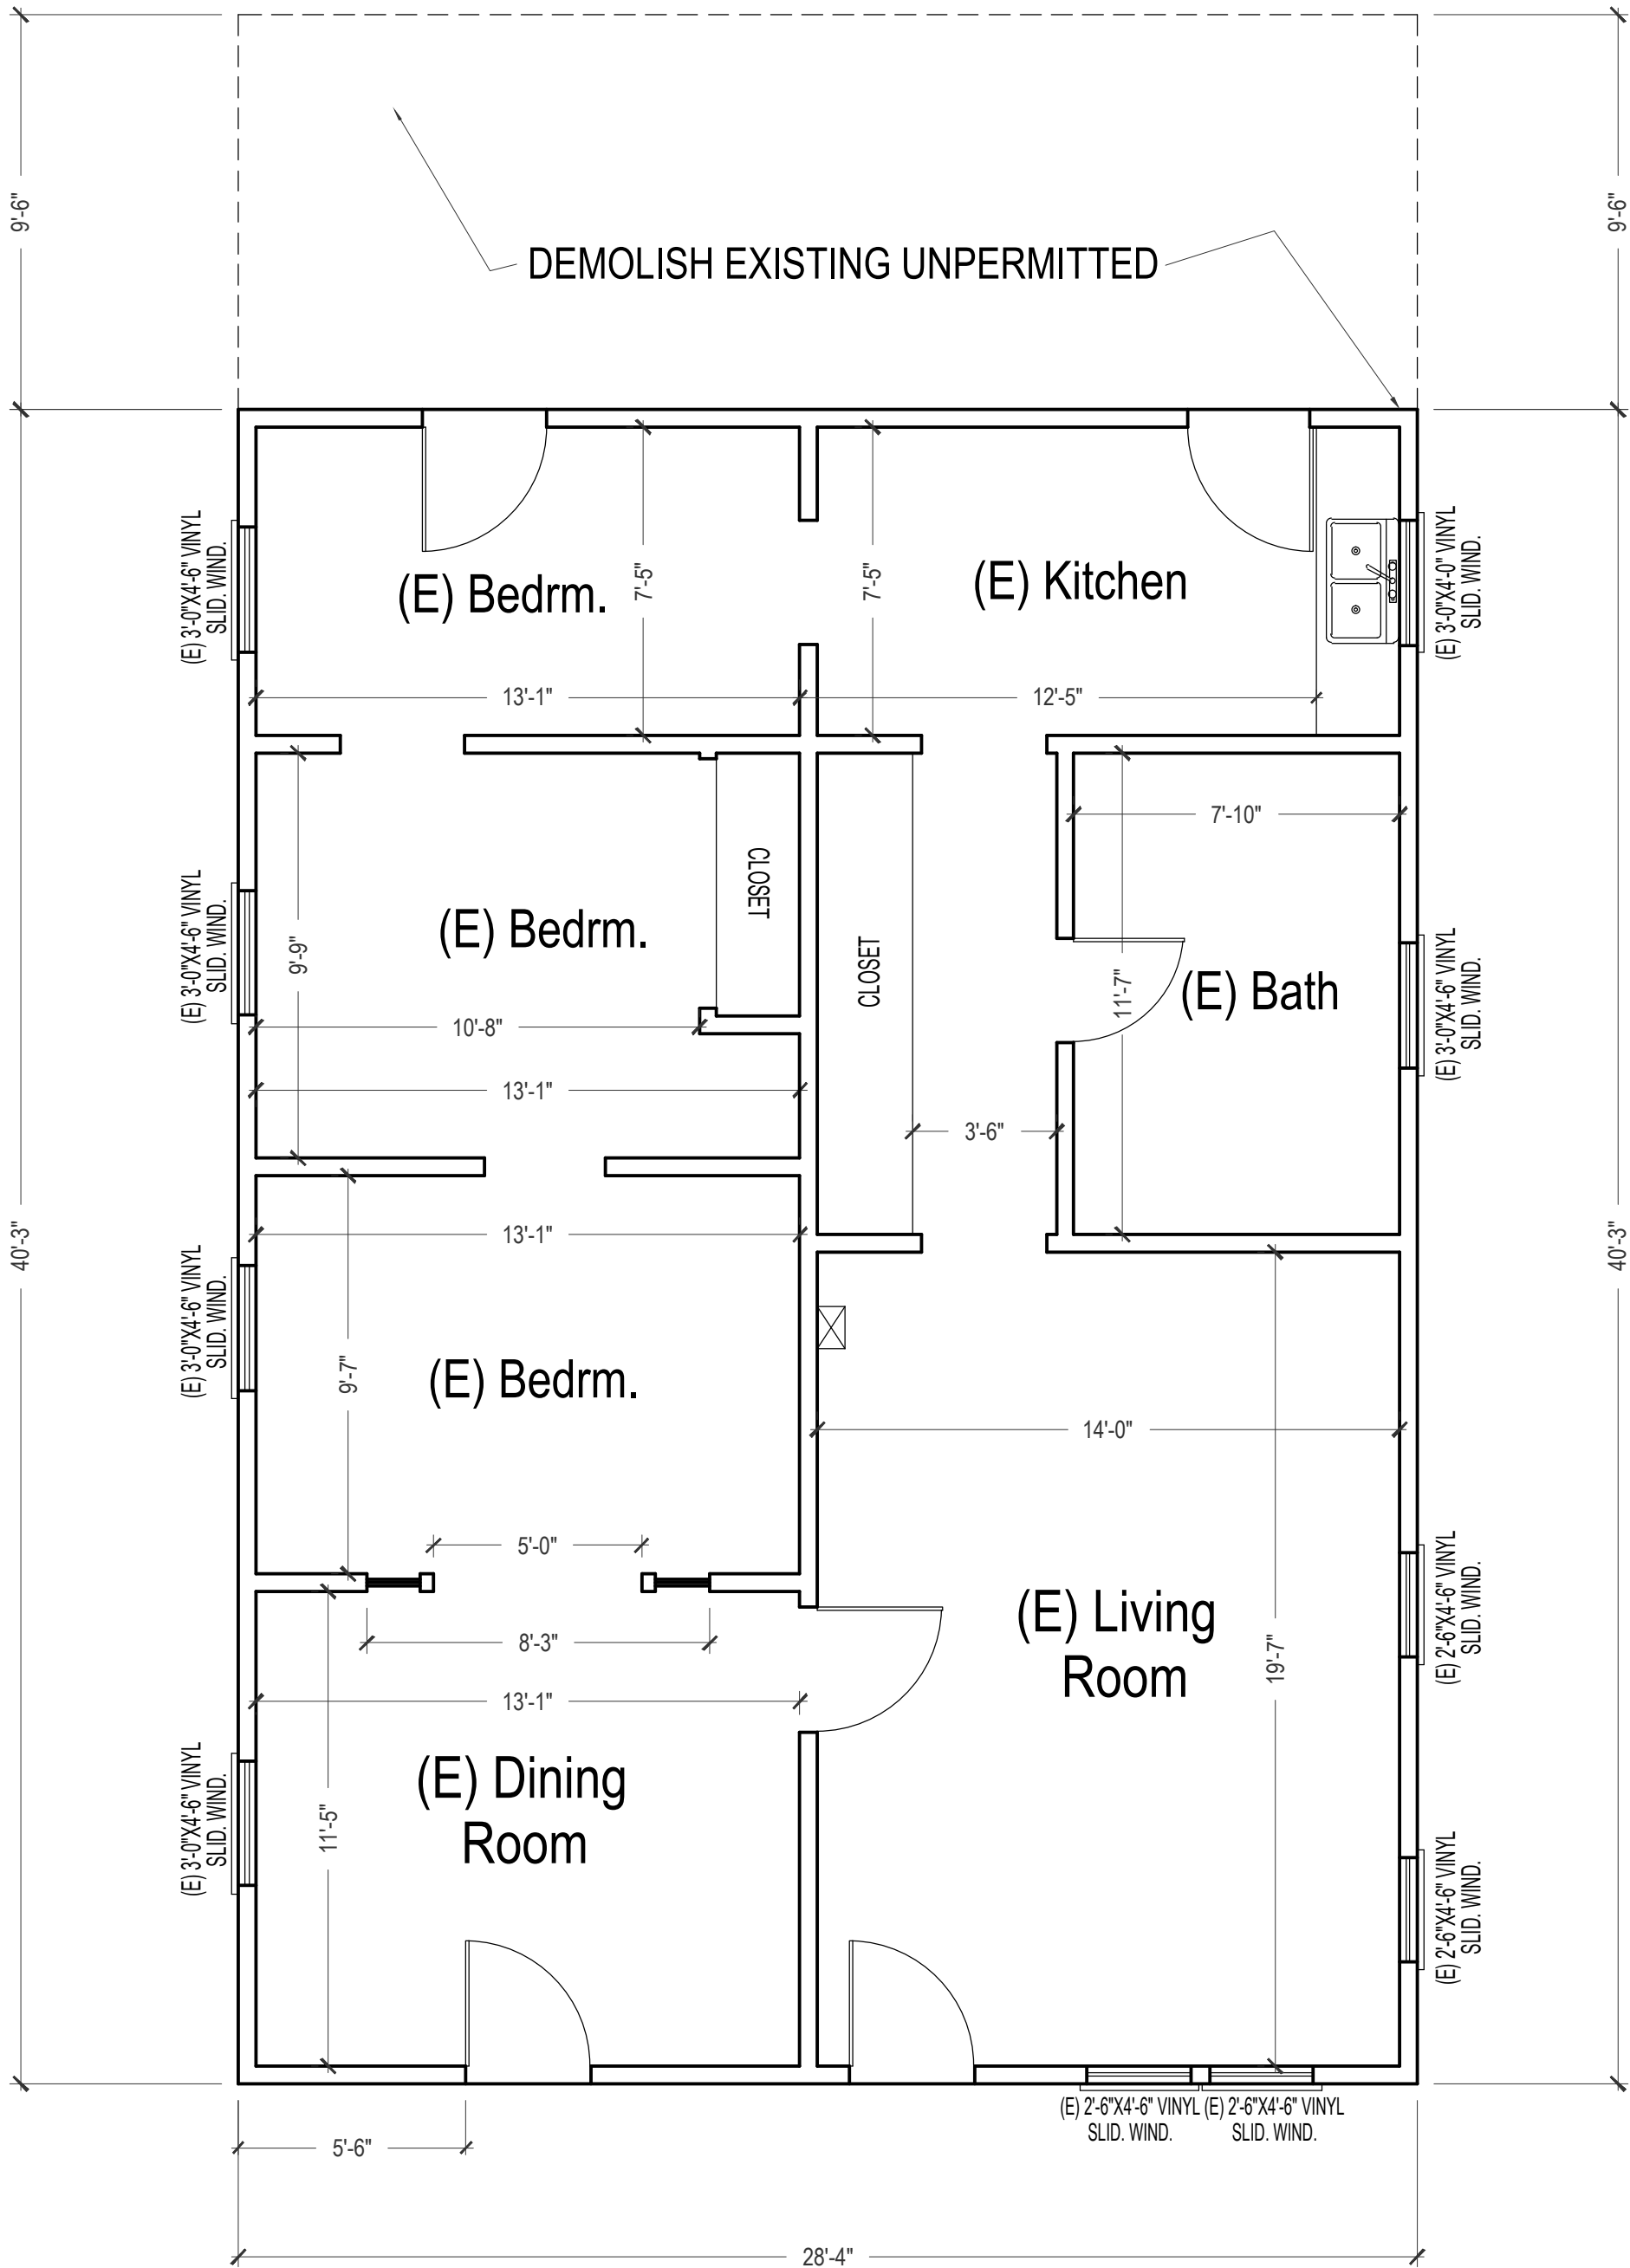 9'-6"
9'-6"
DEMOLISH EXISTING UNPERMITTED
(E) 3'-0"X4'-6" VINYL
SLID. WIND.
(E) Bedrm.
7'-5"
7'-5"
(E) Kitchen
(E) 3'-0"X4'-0" VINYL
SLID. WIND.
13'-1"
12'-5"
7'-10"
(E) 3'-0"X4'-6" VINYL
SLID. WIND.
9'-9"
(E) Bedrm.
CLOSET
CLOSET
11'-7"
(E) Bath
(E) 3'-0"X4'-6" VINYL
SLID. WIND.
10'-8"
13'-1"
3'-6"
40'-3"
13'-1"
40'-3"
(E) 3'-0"X4'-6" VINYL
SLID. WIND.
9'-7"
(E) Bedrm.
14'-0"
5'-0"
(E) Living
Room
19'-7"
(E) 2'-6"X4'-6" VINYL
SLID. WIND.
8'-3"
13'-1"
(E) 3'-0"X4'-6" VINYL
SLID. WIND.
11'-5"
(E) Dining
Room
(E) 2'-6"X4'-6" VINYL
SLID. WIND.
(E) 2'-6"X4'-6" VINYL
SLID. WIND.
(E) 2'-6"X4'-6" VINYL
SLID. WIND.
5'-6"
28'-4"